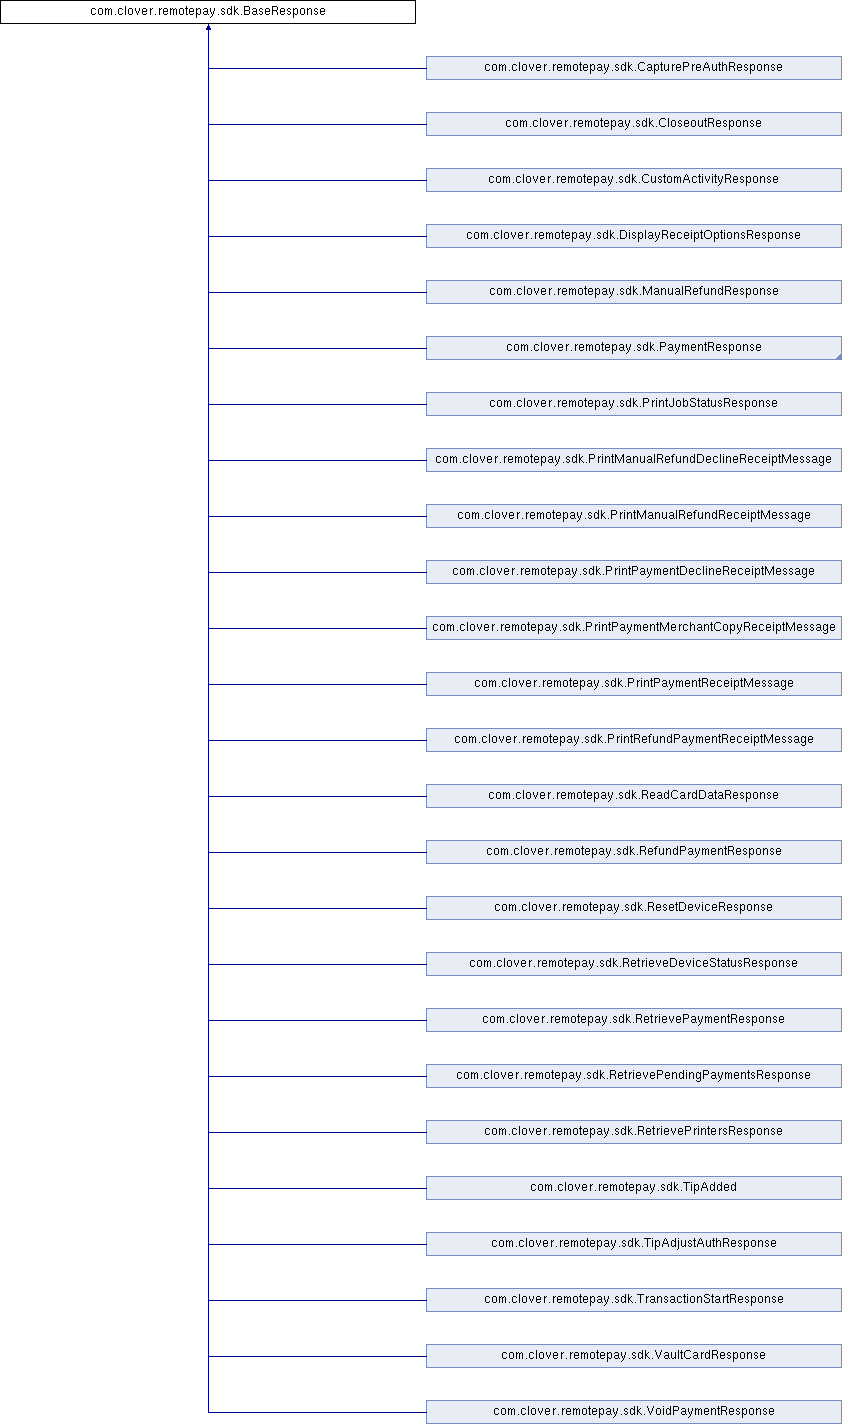 com.clover.remotepay.sdk.BaseResponse
com.clover.remotepay.sdk.CapturePreAuthResponse
com.clover.remotepay.sdk.CloseoutResponse
com.clover.remotepay.sdk.CustomActivityResponse
com.clover.remotepay.sdk.DisplayReceiptOptionsResponse
com.clover.remotepay.sdk.ManualRefundResponse
com.clover.remotepay.sdk.PaymentResponse
com.clover.remotepay.sdk.PrintJobStatusResponse
com.clover.remotepay.sdk.PrintManualRefundDeclineReceiptMessage
com.clover.remotepay.sdk.PrintManualRefundReceiptMessage
com.clover.remotepay.sdk.PrintPaymentDeclineReceiptMessage
com.clover.remotepay.sdk.PrintPaymentMerchantCopyReceiptMessage
com.clover.remotepay.sdk.PrintPaymentReceiptMessage
com.clover.remotepay.sdk.PrintRefundPaymentReceiptMessage
com.clover.remotepay.sdk.ReadCardDataResponse
com.clover.remotepay.sdk.RefundPaymentResponse
com.clover.remotepay.sdk.ResetDeviceResponse
com.clover.remotepay.sdk.RetrieveDeviceStatusResponse
com.clover.remotepay.sdk.RetrievePaymentResponse
com.clover.remotepay.sdk.RetrievePendingPaymentsResponse
com.clover.remotepay.sdk.RetrievePrintersResponse
com.clover.remotepay.sdk.TipAdded
com.clover.remotepay.sdk.TipAdjustAuthResponse
com.clover.remotepay.sdk.TransactionStartResponse
com.clover.remotepay.sdk.VaultCardResponse
com.clover.remotepay.sdk.VoidPaymentResponse